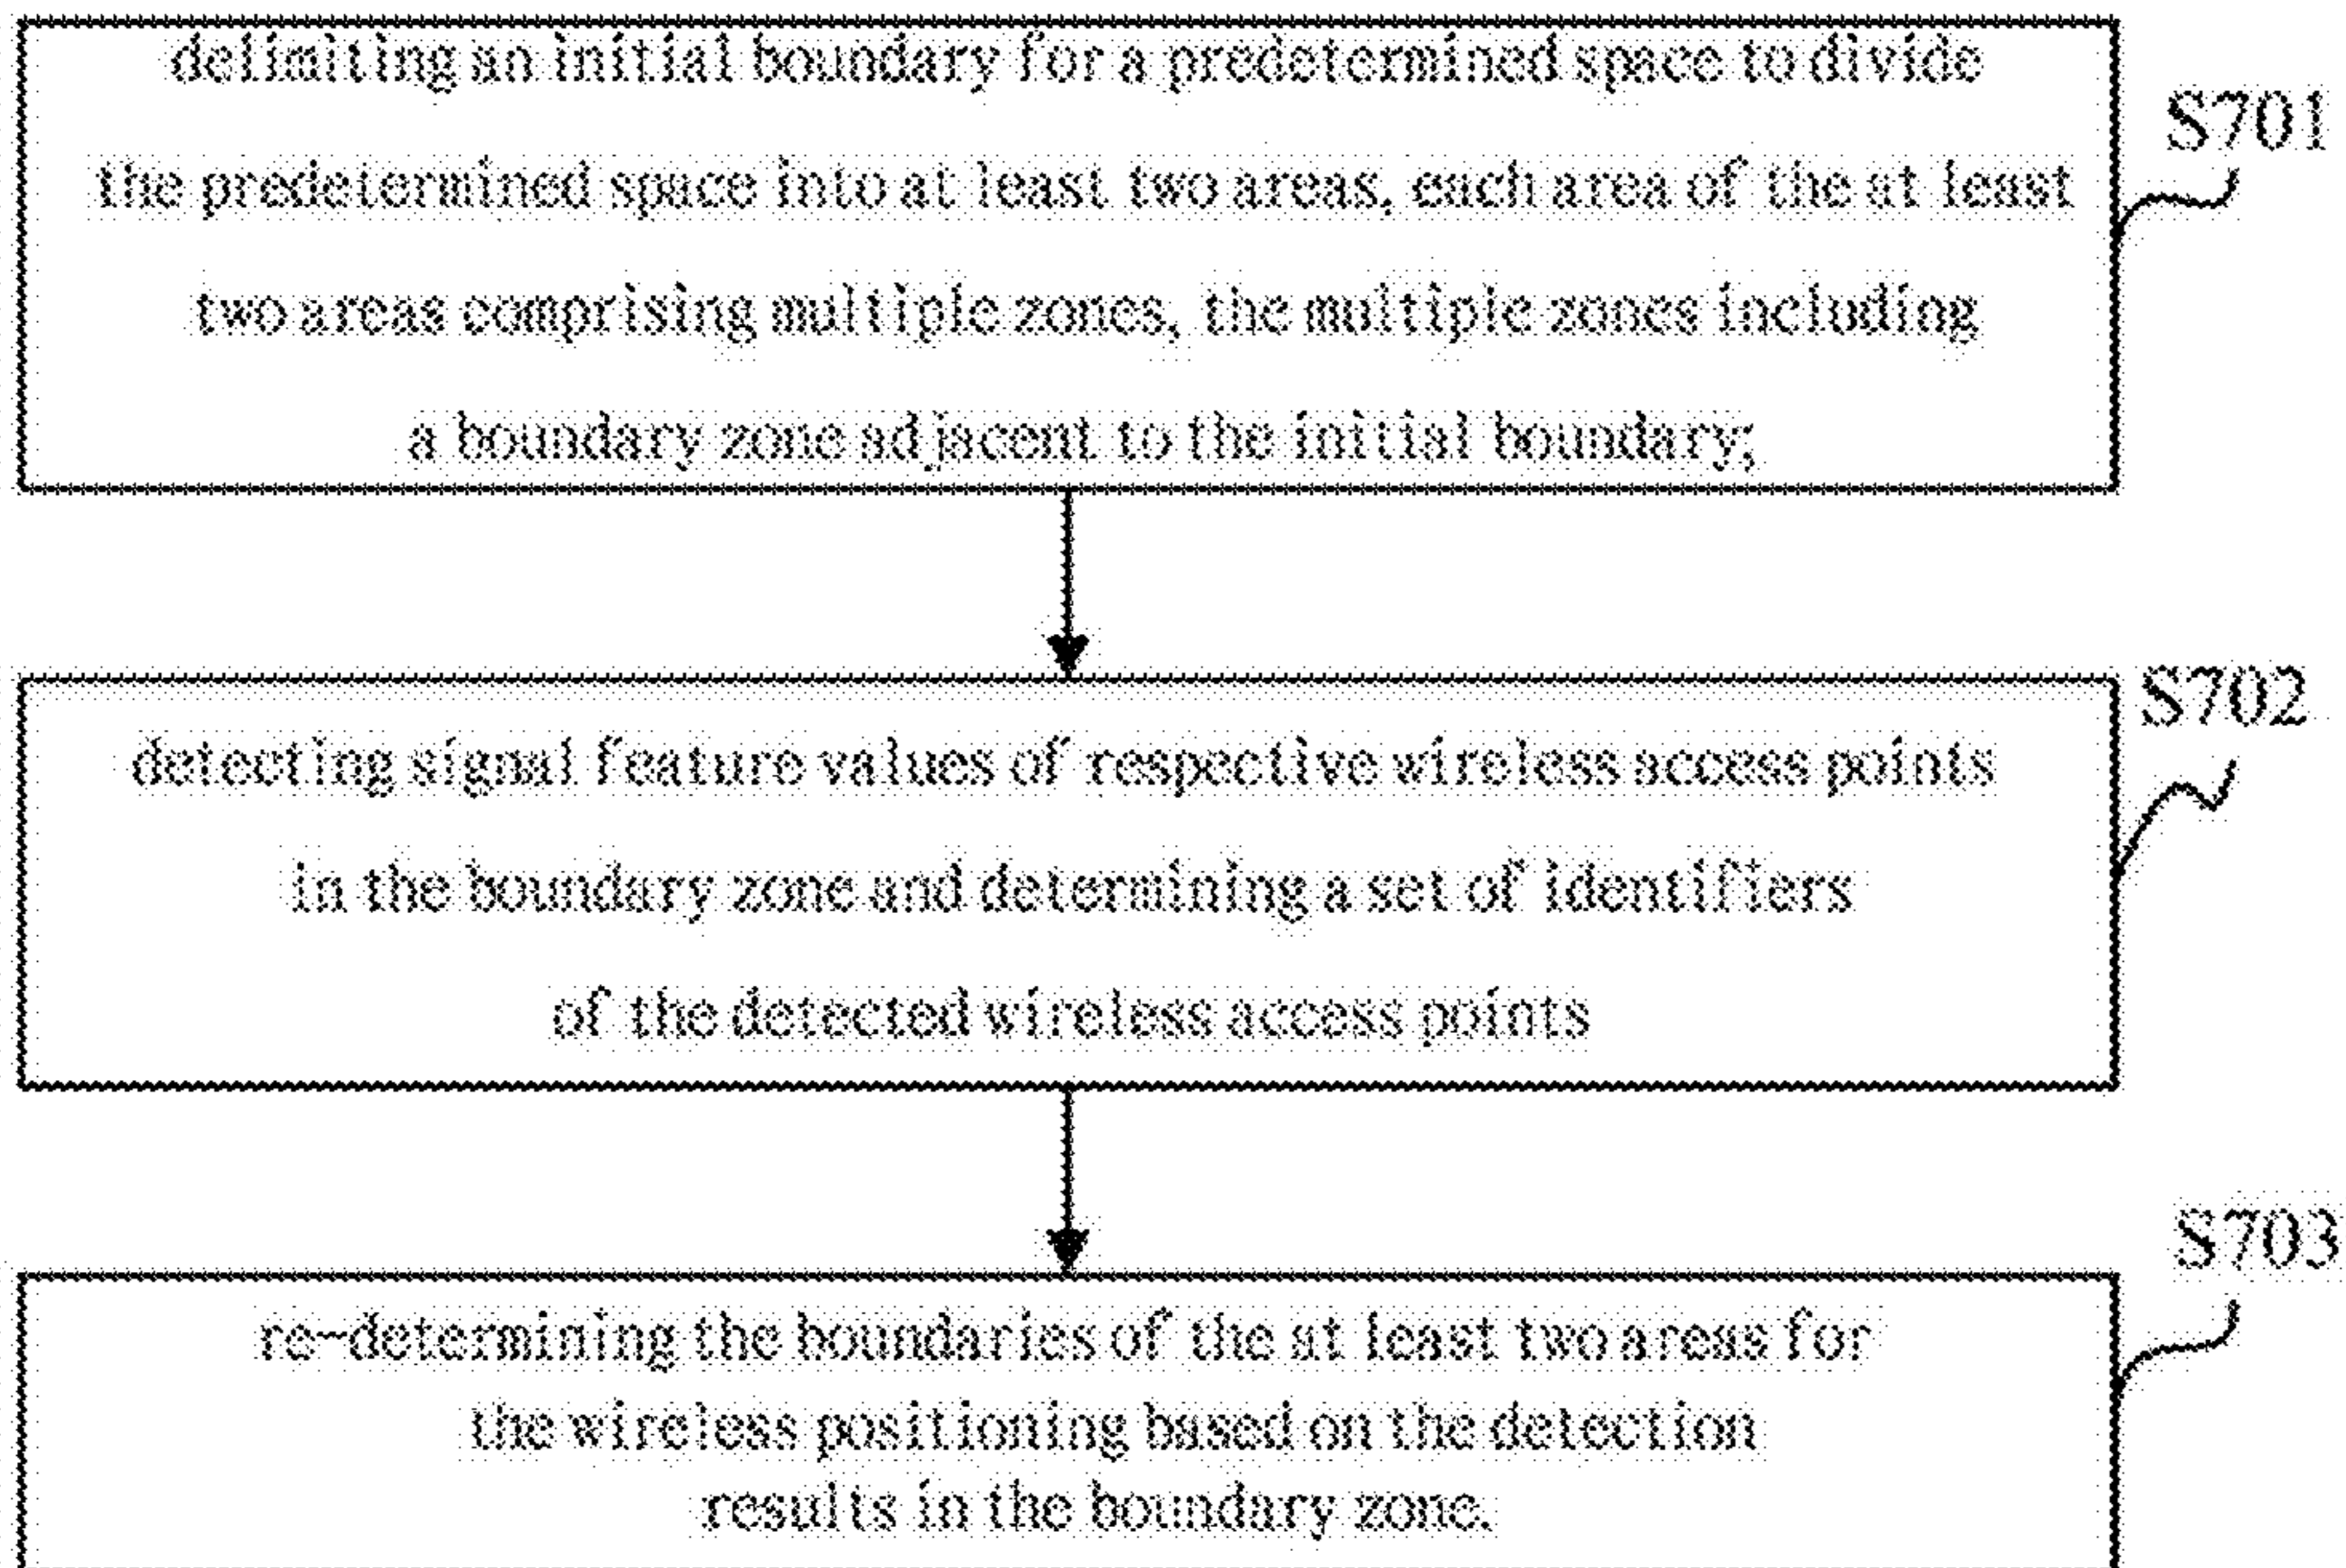 delimiting an initial boundary for a predetermined space to divide
the predetermined space into at least two areas, each area of the at least
two areas comprising multiple zones, the multiple zones including
a boundary zone adjacent to the initial boundary;
S701
detecting signal feature values of respective wireless access points
in the boundary zone and determining a set of identifiers
of the detected wireless access points
S702
re-determining the boundaries of the at least two areas for
the wireless positioning based on the detection
results in the boundary zone.
S703